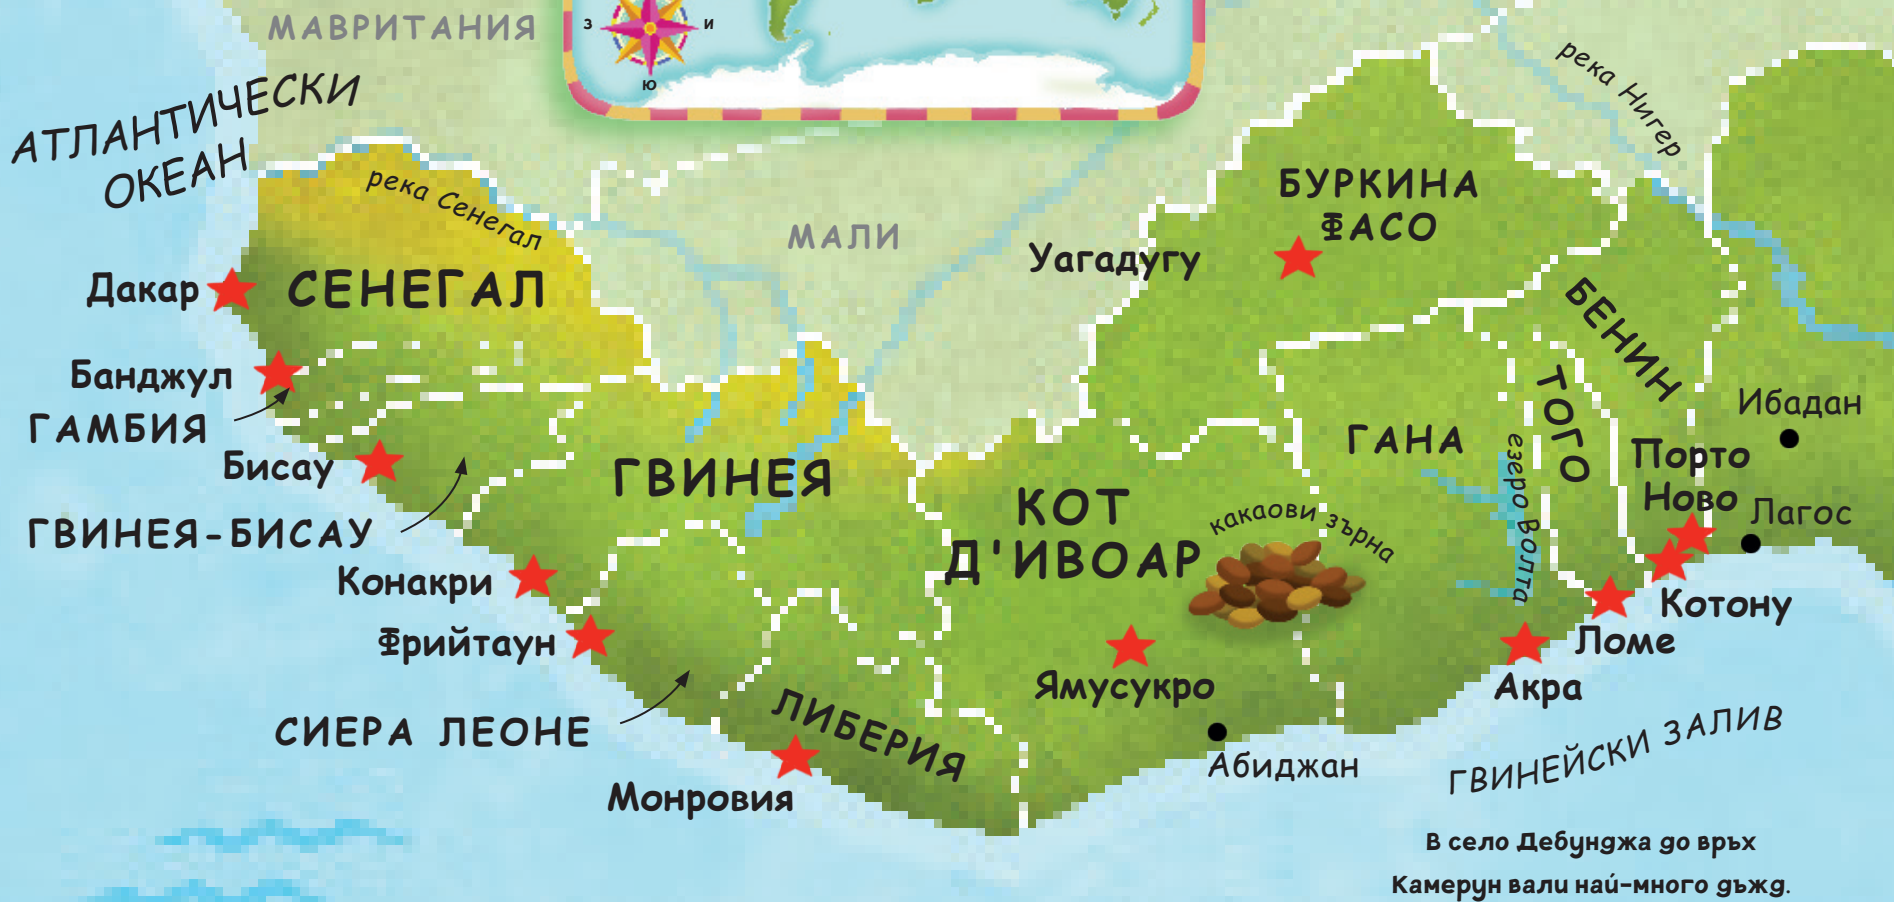 МАВРИТАНИЯ
З
И
Ю
АТЛАНТИЧЕСКИ
ОКЕАН
река Сенегал
МАЛИ
река Нигер
БУРКИНА
ФАСО
Уагадугу
Дакар
СЕНЕГАЛ
Банджул
ГАМБИЯ
Бисау
ГВИНЕЯ-БИСАУ
ГВИНЕЯ
Конакри
Фрийтаун
СИЕРА ЛЕОНЕ
ЛИБЕРИЯ
Монровия
КОТ
Д'ИВОАР
какаови зърна
Ямусукро
Абиджан
ГАНА
езеро Волта
ТОГО
БЕНИН
Ибадан
Порто
Ново
Лагос
Котону
Ломе
Акра
ГВИНЕЙСКИ ЗАЛИВ
В село Дебунджа до връх
Камерун вали най-много дъжд.